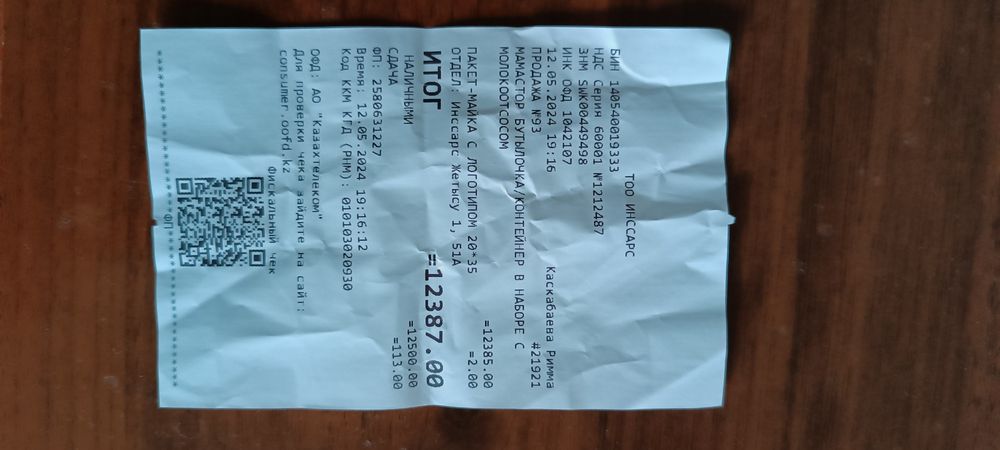 ТОО ИНССАРС
БИН 140540019333
НДС Серия 60001 №1212487
ЗНМ SWK00449498
ИНК ОФД 1042107
12.05.2024 19:16 Каскабаева Римма
ПРОДАЖА №93 #21921
МАМАСТОР БУТЫЛОЧКА/КОНТЕЙНЕР В НАБОРЕ С
МОЛОКООТСОСОМ
=12385.00
ПАКЕТ-МАЙКА С ЛОГОТИПОМ 20*35
=2.00
ОТДЕЛ: Инссарс Жетысу 1, 51А
ИТОГ =12387.00
НАЛИЧНЫМИ =12500.00
СДАЧА =113.00
ФП: 2580631227
Время: 12.05.2024 19:16:12
Код ККМ КГД (РНМ): 010103020930
ОФД: АО "Казахтелеком"
Для проверки чека зайдите на сайт:
consumer.oofd.kz
Фискальный чек
ФП